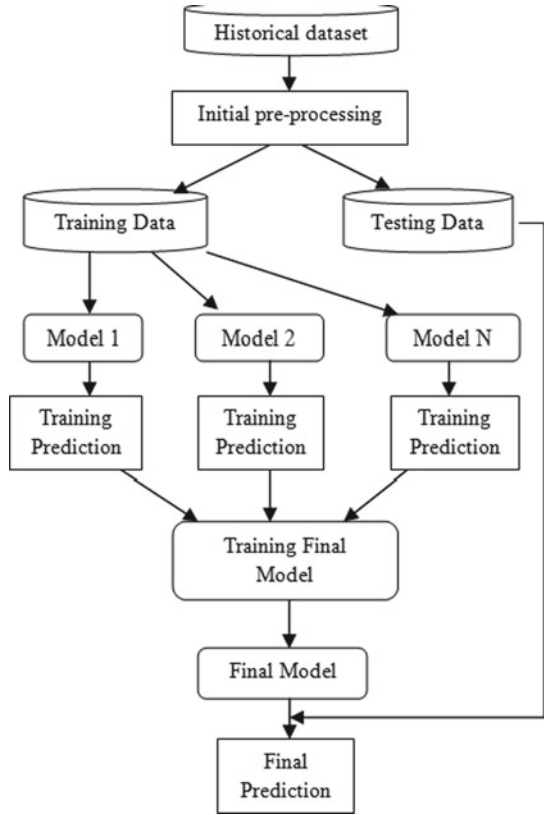 Historical dataset
Initial pre-processing
Training Data
Testing Data
Model 1
Model 2
Model N
Training
Prediction
Training
Prediction
Training
Prediction
Training Final
Model
Final Model
Final
Prediction